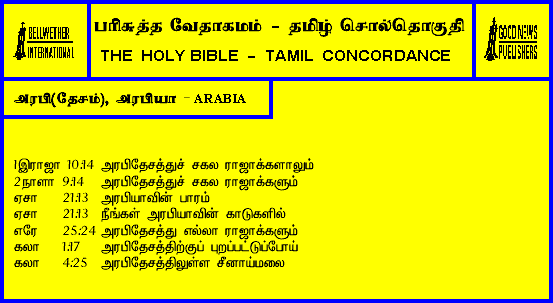 BELLWETHER
INTERNATIONAL
பரிசுத்த வேதாகமம் - தமிழ் சொல்தொகுதி
THE HOLY BIBLE - TAMIL CONCORDANCE
GOOD NEWS
PUBLISHERS
அரபி(தேசம்), அரபியா - ARABIA
1இராஜா 10:14 அரபிதேசத்துச் சகல ராஜாக்களாலும்
2நாளா 9:14 அரபிதேசத்துச் சகல ராஜாக்களும்
ஏசா 21:13 அரபியாவின் பாரம்
ஏசா 21:13 நீங்கள் அரபியாவின் காடுகளில்
எரே 25:24 அரபிதேசத்து எல்லா ராஜாக்களும்
கலா 1:17 அரபிதேசத்திற்குப் புறப்பட்டுப்போய்
கலா 4:25 அரபிதேசத்திலுள்ள சீனாய்மலை